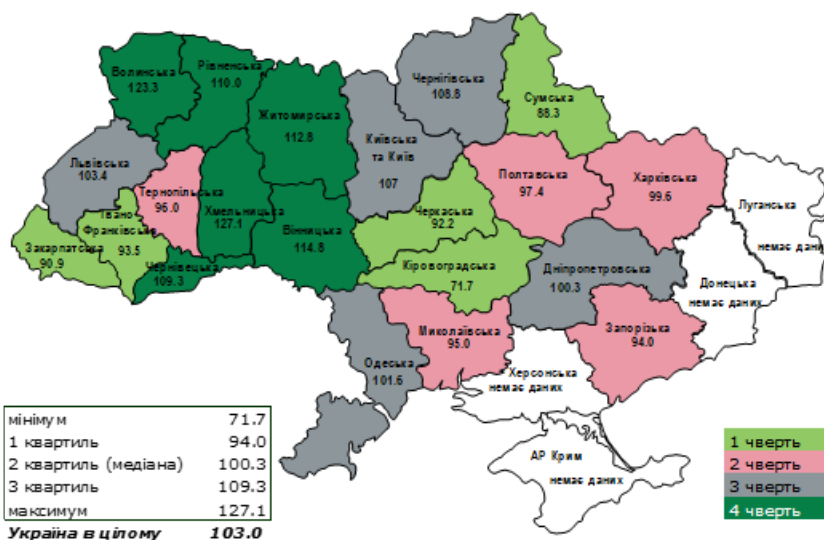 Волинська
123.3
Рівненська
110.0
Житомирська
112.8
Чернігівська
108.8
Сумська
88.3
Київська
та Київ
107
Львівська
103.4
Тернопільська
96.0
Хмельницька
127.1
Вінницька
114.8
Черкаська
92.2
Полтавська
97.4
Харківська
99.6
Луганська
немає даних
Івано
Франківська
93.5
Закарпатська
90.9
Чернівецька
109.3
Кіровоградська
71.7
Дніпропетровська
100.3
Донецька
немає даних
Миколаївська
95.0
Запорізька
94.0
Одеська
101.6
Херсонська
немає даних
АР Крим
немає даних
мінімум 71.7
1 квартиль 94.0
2 квартиль (медіана) 100.3
3 квартиль 109.3
максимум 127.1
Україна в цілому 103.0
1 чверть
2 чверть
3 чверть
4 чверть